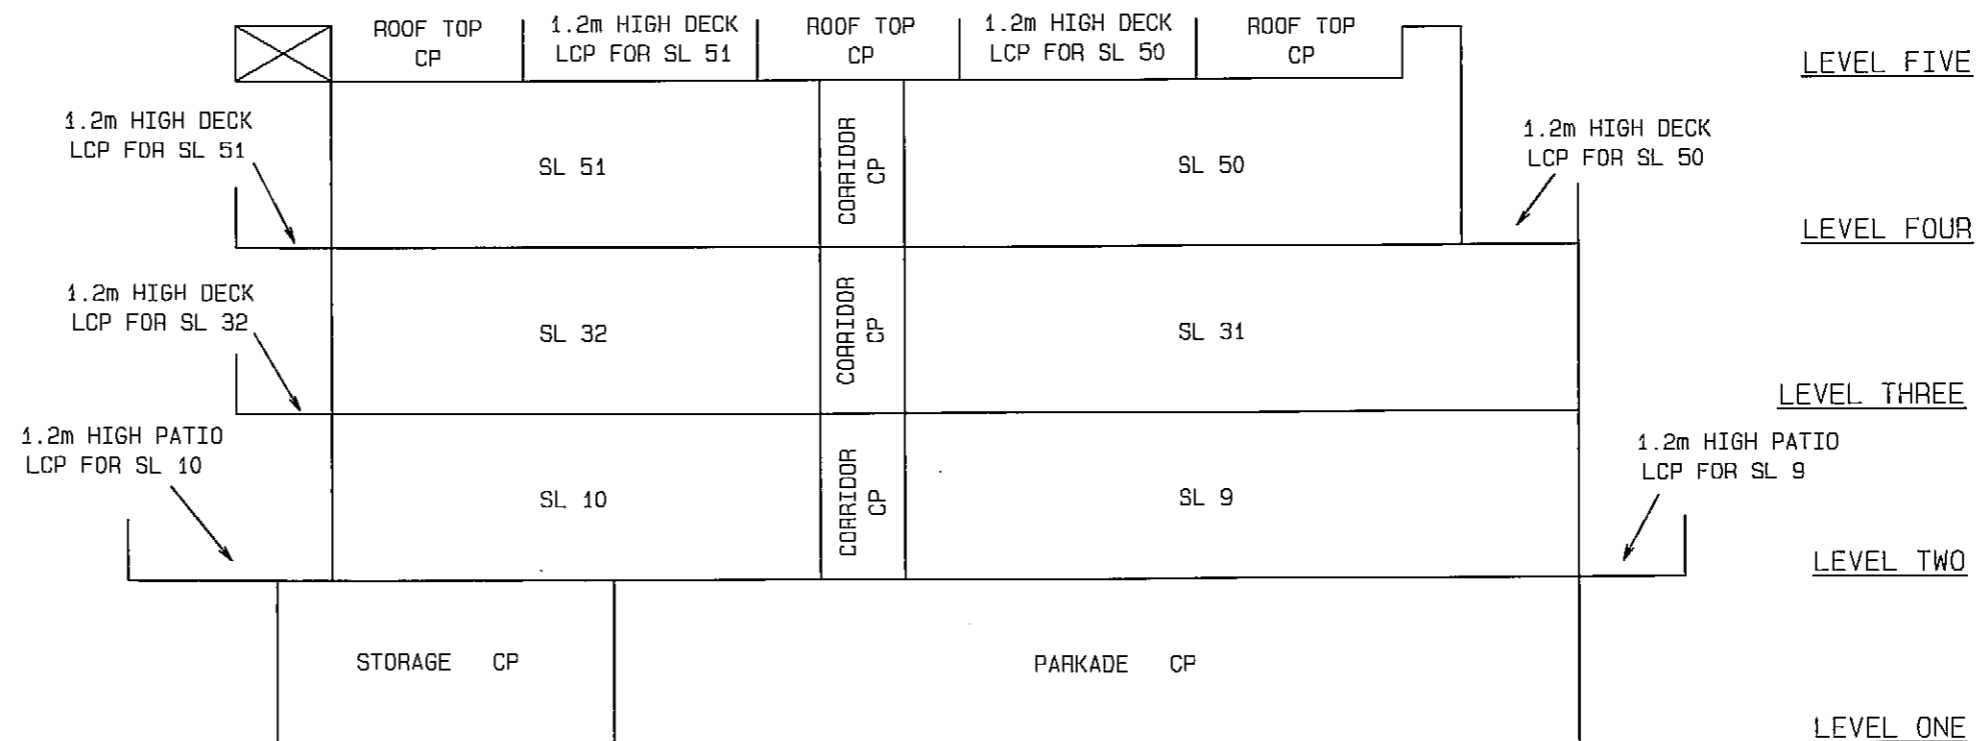 ROOF TOP
CP
1.2m HIGH DECK
LCP FOR SL 51
ROOF TOP
CP
1.2m HIGH DECK
LCP FOR SL 50
ROOF TOP
CP
LEVEL FIVE
1.2m HIGH DECK
LCP FOR SL 51
SL 51
CORRIDOR
CP
SL 50
1.2m HIGH DECK
LCP FOR SL 50
LEVEL FOUR
1.2m HIGH DECK
LCP FOR SL 32
SL 32
CORRIDOR
CP
SL 31
LEVEL THREE
1.2m HIGH PATIO
LCP FOR SL 10
SL 10
CORRIDOR
CP
SL 9
1.2m HIGH PATIO
LCP FOR SL 9
LEVEL TWO
STORAGE CP
PARKADE CP
LEVEL ONE